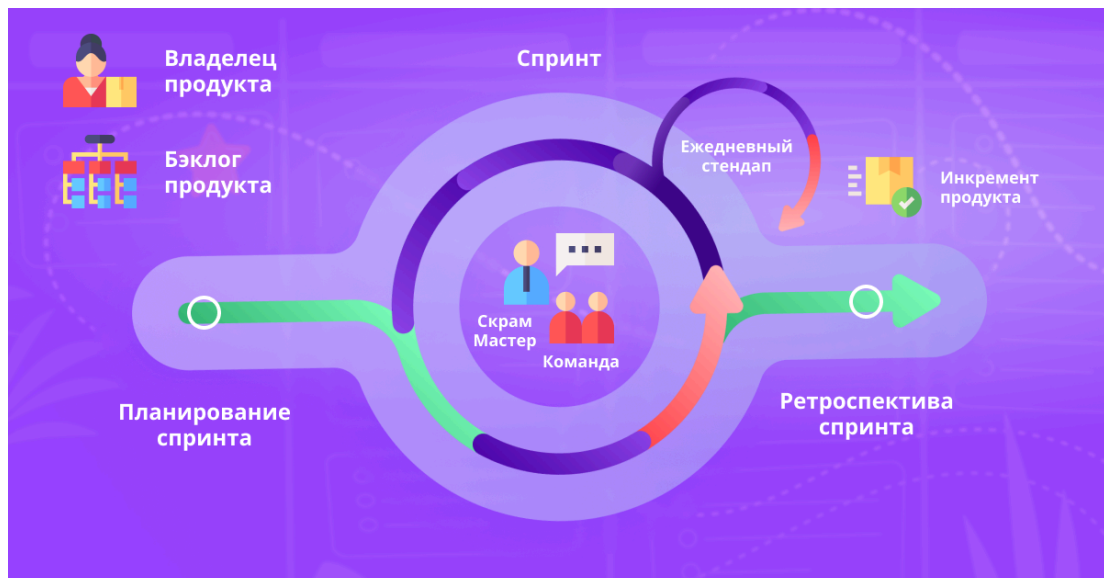 Владелец
продукта
Бэклог
продукта
Спринт
Ежедневный
стендап
Инкремент
продукта
Скрам
Мастер
Команда
Планирование
спринта
Ретроспектива
спринта